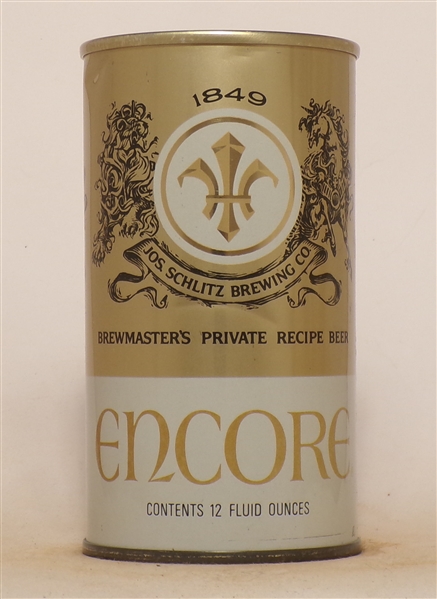 1849
JOS. SCHLITZ BREWING CO.
BREWMASTER'S PRIVATE RECIPE BEER
ENCORE
CONTENTS 12 FLUID OUNCES